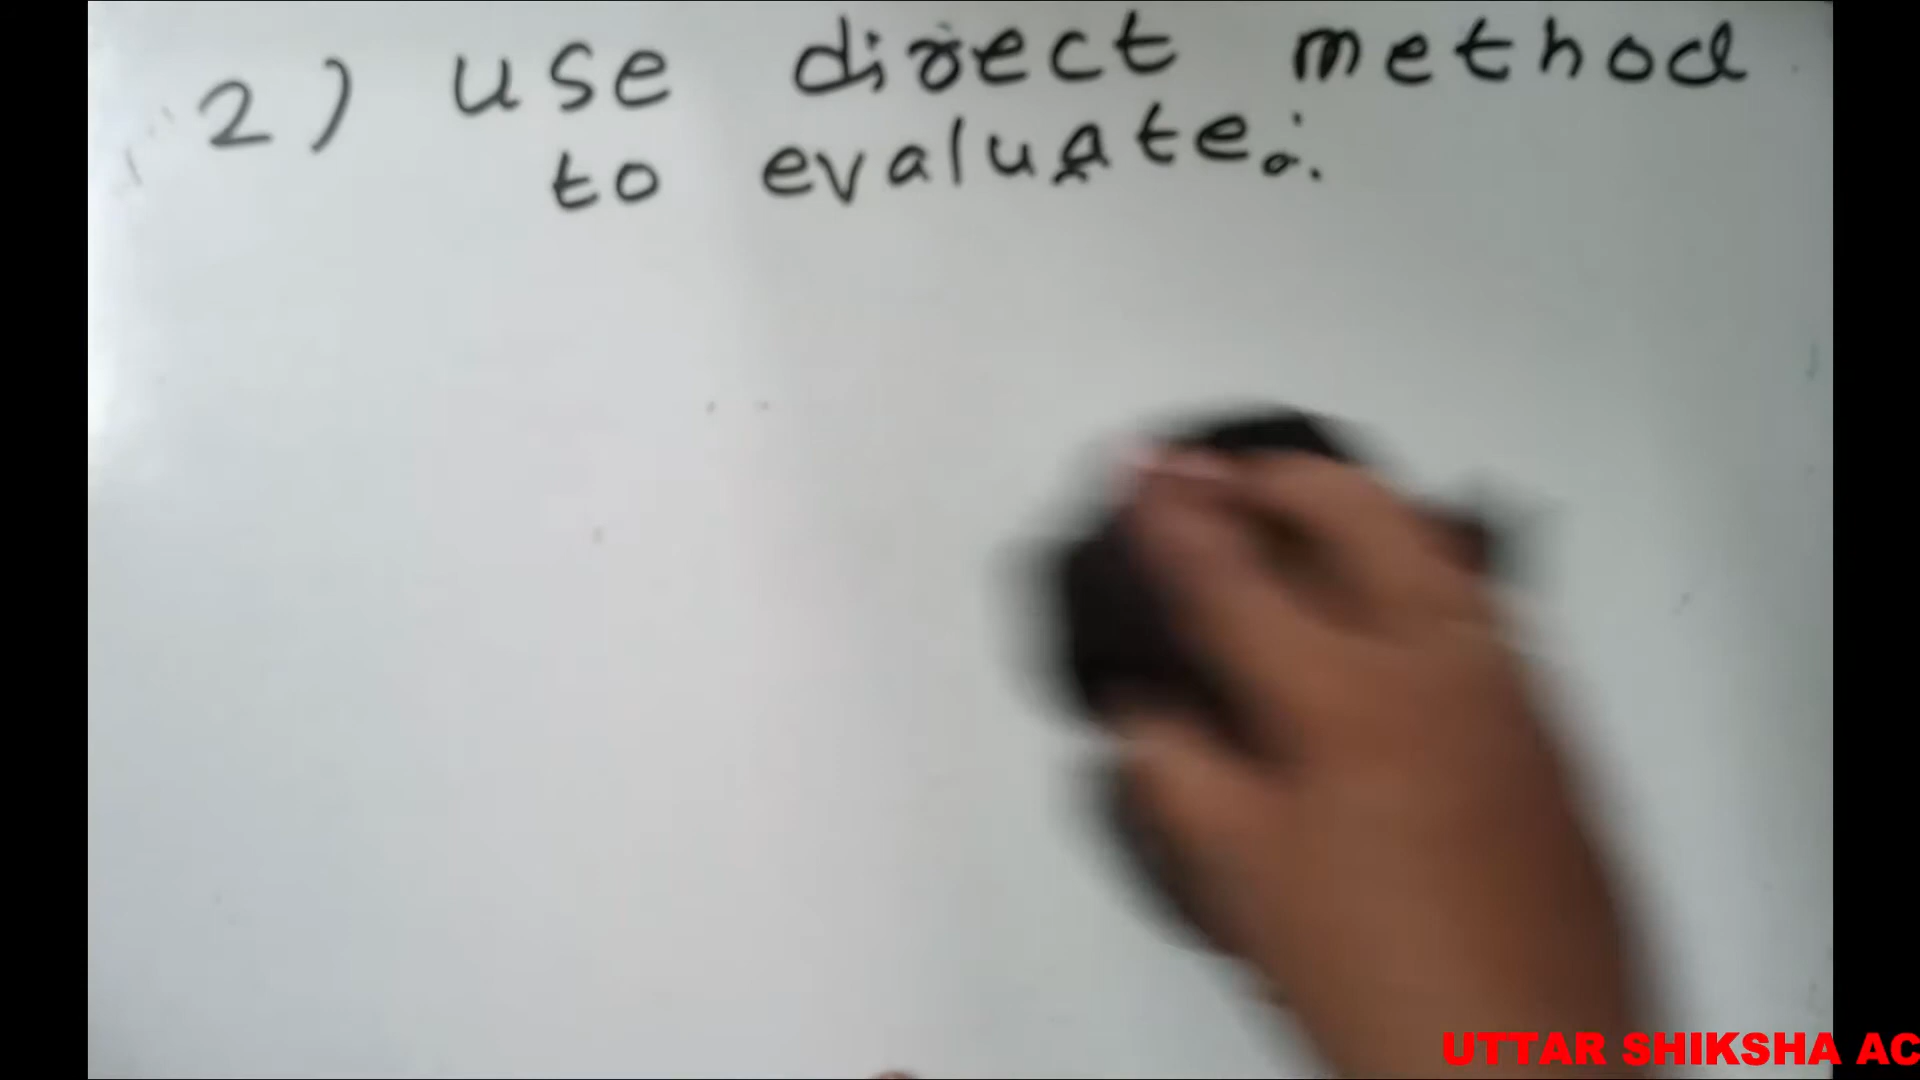 2) use direct method
to evaluate:.
UTTAR SHIKSHA AC